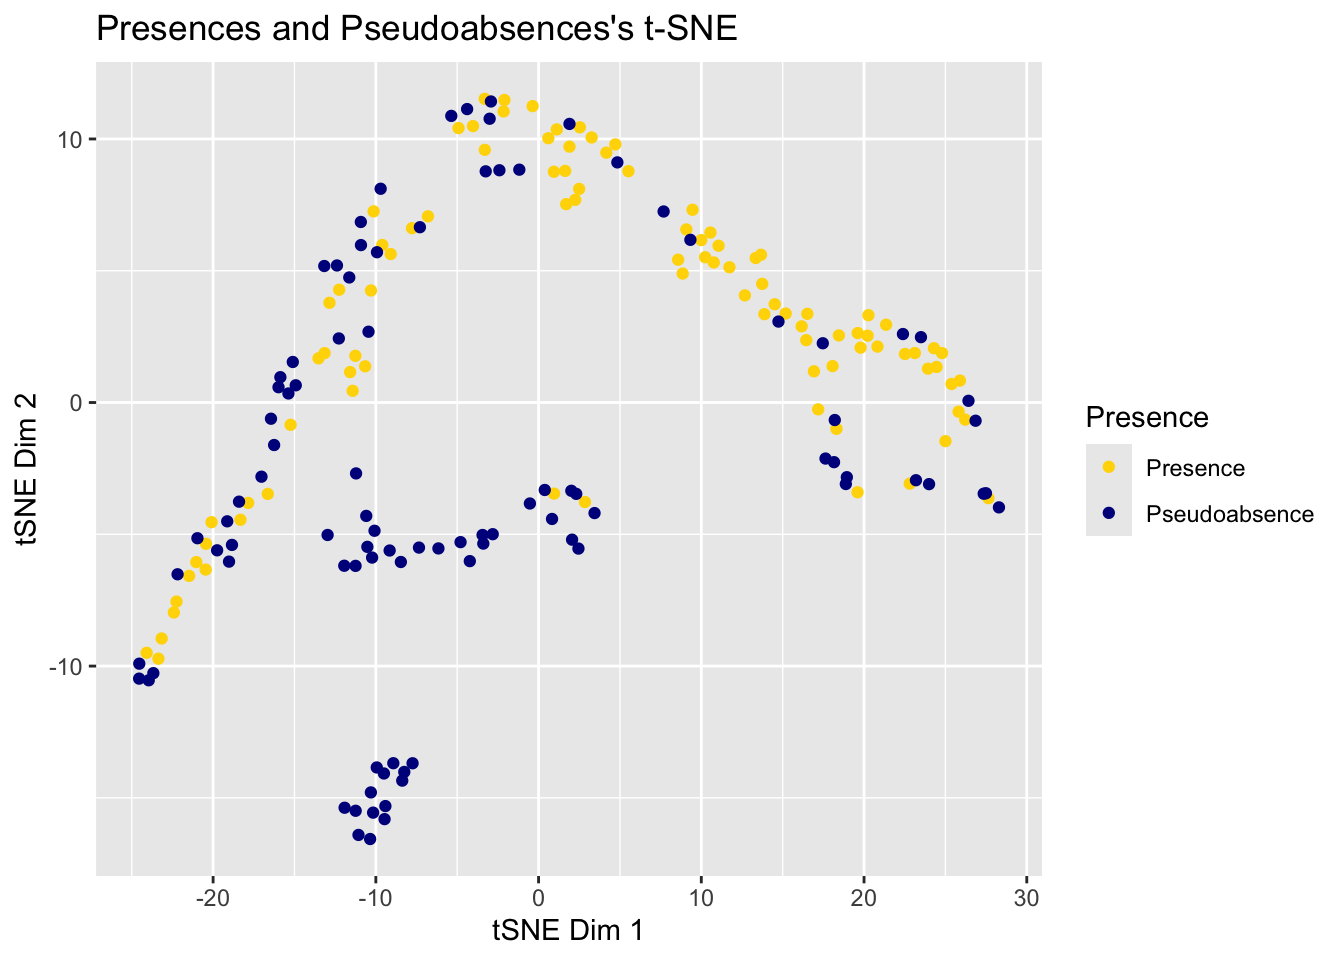 Presences and Pseudoabsences's t-SNE
10
0
-10
tSNE Dim 2
-20
-10
0
10
20
30
tSNE Dim 1
Presence
Presence
Pseudoabsence